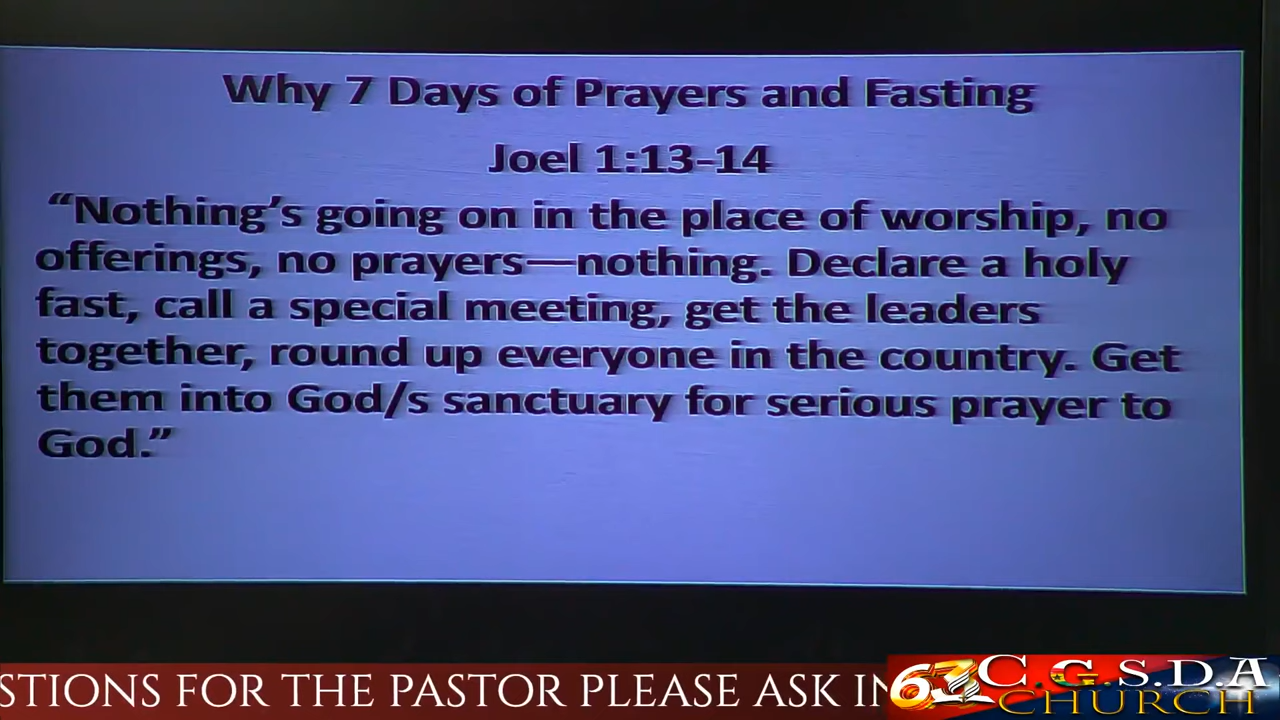 Why 7 Days of Prayers and Fasting
Joel 1:13-14
“Nothing’s going on in the place of worship, no
offerings, no prayers—nothing. Declare a holy
fast, call a special meeting, get the leaders
together, round up everyone in the country. Get
them into God/s sanctuary for serious prayer to
God.”
STIONS FOR THE PASTOR PLEASE ASK IN
C.G.S.D.A
CHURCH